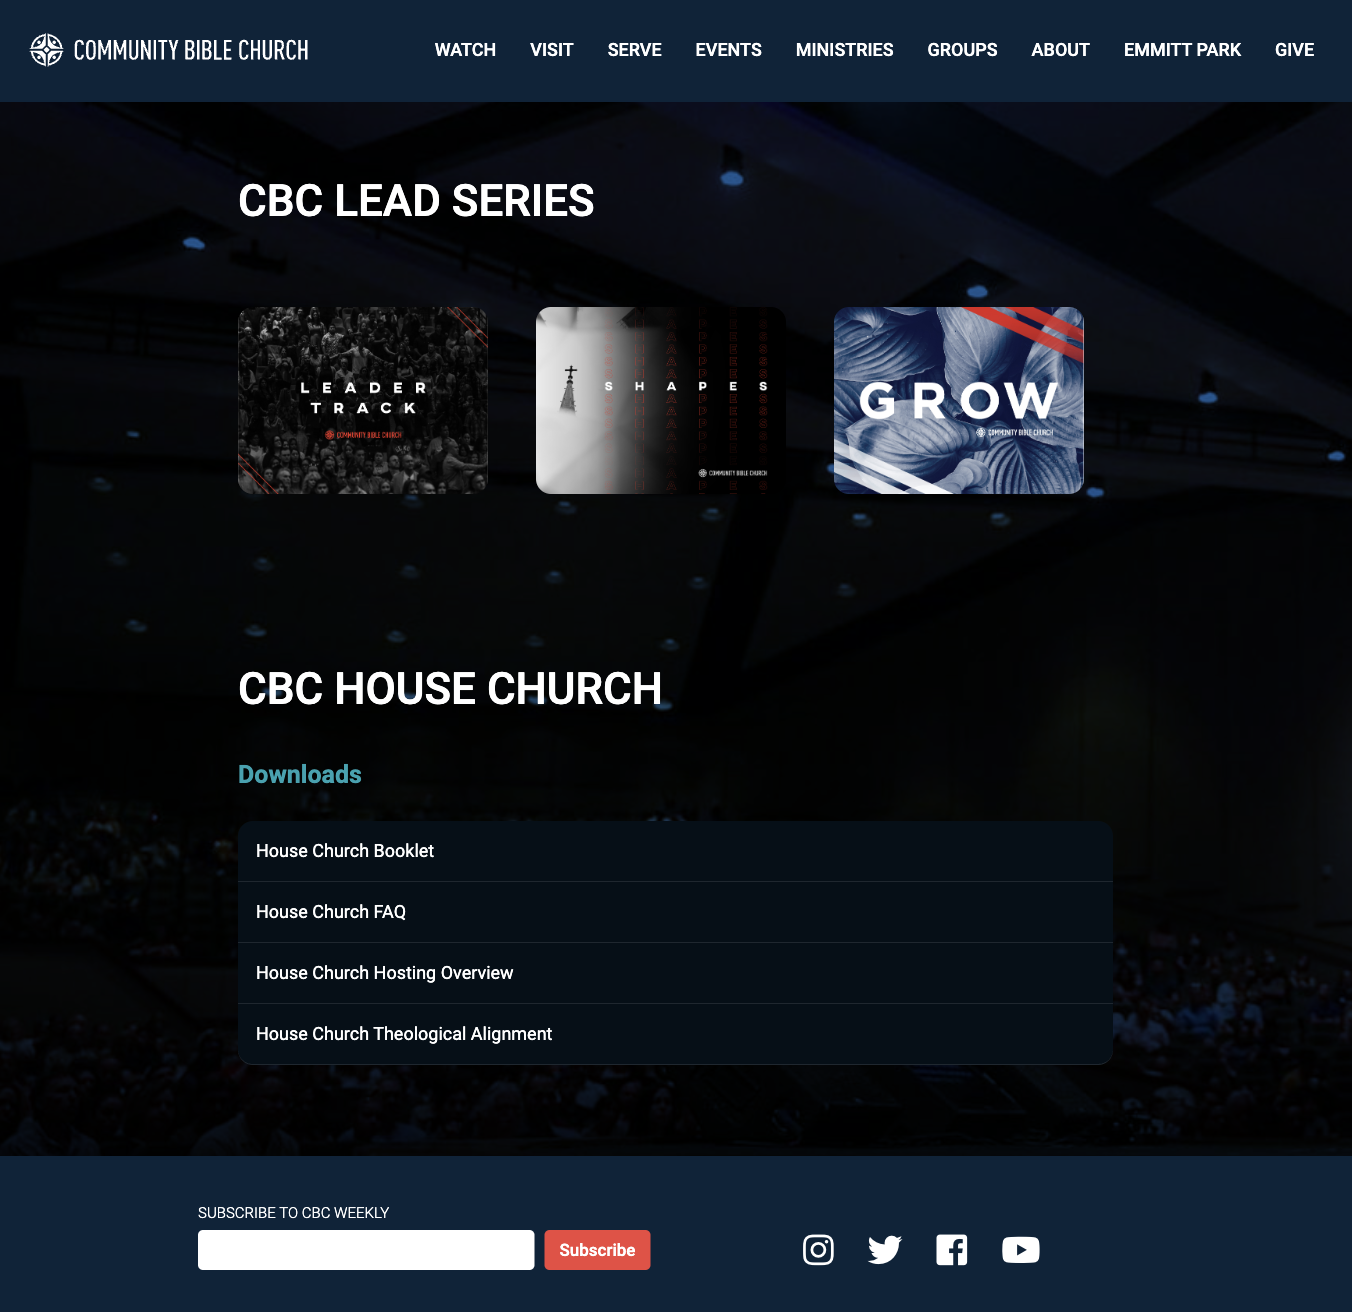 COMMUNITY BIBLE CHURCH
WATCH VISIT SERVE EVENTS MINISTRIES GROUPS ABOUT EMMITT PARK GIVE
CBC LEAD SERIES
LEADER
TRACK
COMMUNITY BIBLE CHURCH
SHAPES
COMMUNITY BIBLE CHURCH
GROW
COMMUNITY BIBLE CHURCH
CBC HOUSE CHURCH
Downloads
House Church Booklet
House Church FAQ
House Church Hosting Overview
House Church Theological Alignment
SUBSCRIBE TO CBC WEEKLY
Subscribe